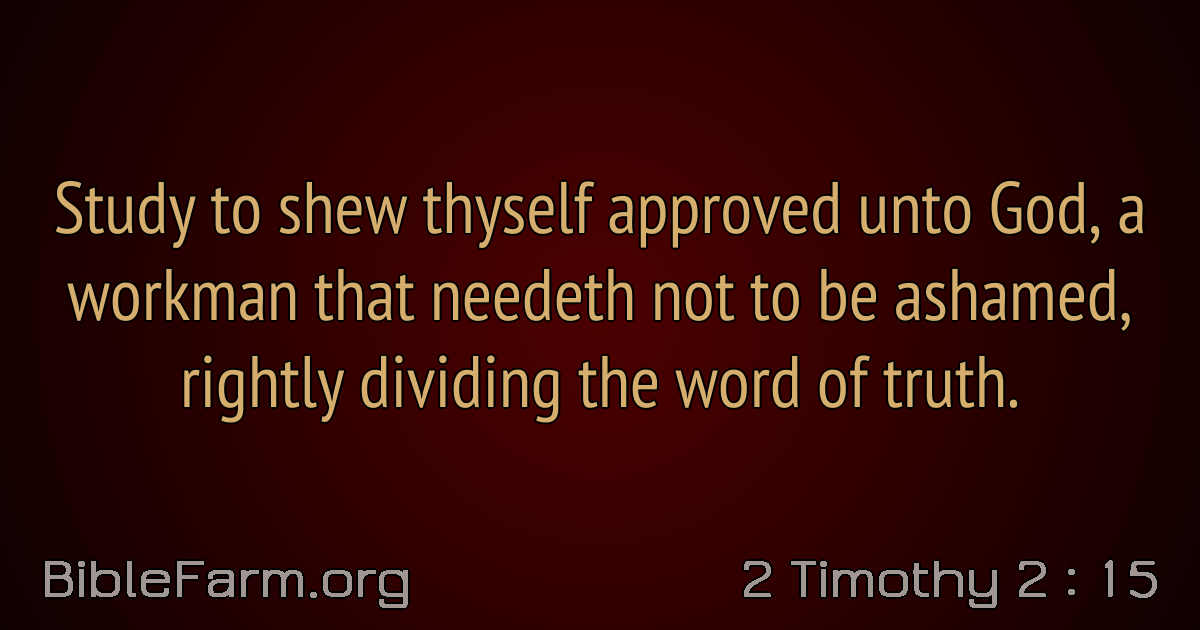 Study to shew thyself approved unto God, a
workman that needeth not to be ashamed,
rightly dividing the word of truth.
BibleFarm.org
2 Timothy 2 : 15